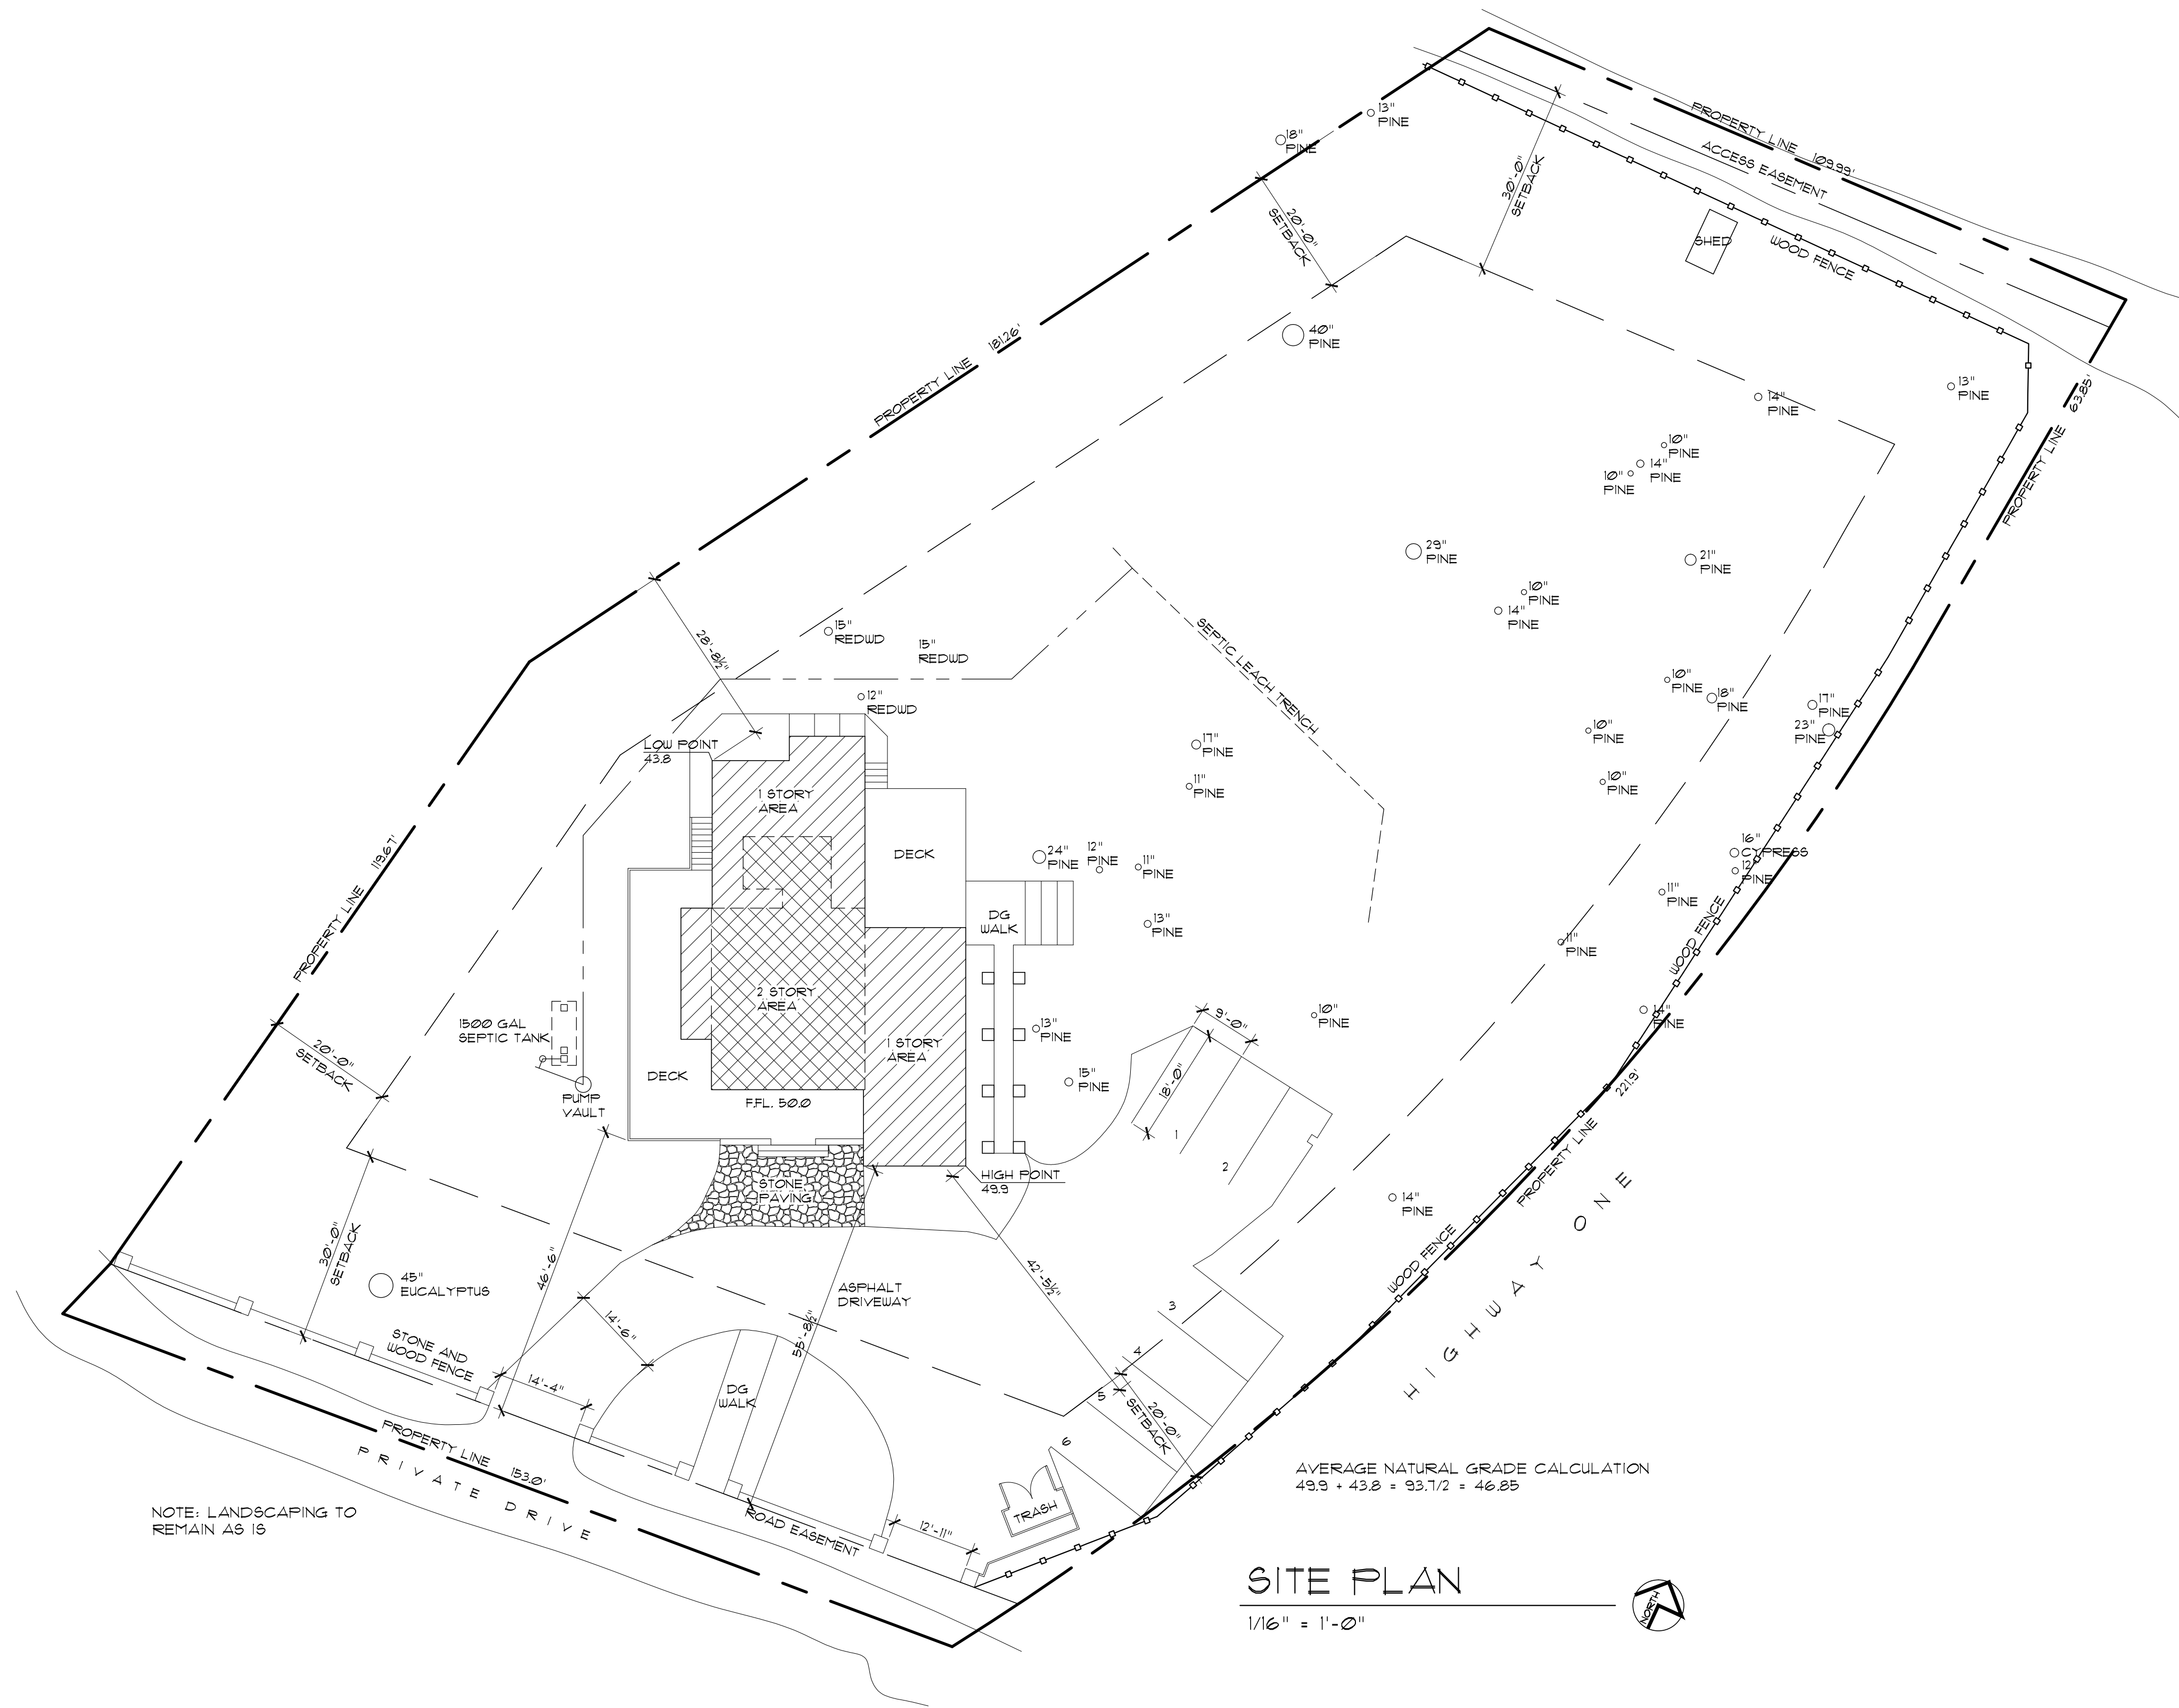 13"
PINE
18"
PINE
PROPERTY LINE 109.99'
ACCESS EASEMENT
30'-0"
SETBACK
20'-0"
SETBACK
SHED
WOOD FENCE
40"
PINE
PROPERTY LINE 181.26'
13"
PINE
14"
PINE
PROPERTY LINE 63.85'
10"
PINE
14"
PINE
10"
PINE
29"
PINE
21"
PINE
10"
PINE
14"
PINE
SEPTIC LEACH TRENCH
28'-8½"
15"
REDWD
15"
REDWD
12"
REDWD
10"
PINE
18"
PINE
17"
PINE
23"
PINE
10"
PINE
10"
PINE
17"
PINE
11"
PINE
LOW POINT
43.8
1 STORY
AREA
DECK
24"
PINE
12"
PINE
11"
PINE
16"
CYPRESS
12"
PINE
11"
PINE
PROPERTY LINE 119.67'
DG
WALK
13"
PINE
WOOD FENCE
11"
PINE
2 STORY
AREA
1500 GAL
SEPTIC TANK
20'-0"
SETBACK
1 STORY
AREA
13"
PINE
10"
PINE
14"
PINE
9'-0"
18'-0"
15"
PINE
DECK
F.FL. 50.0
PUMP
VAULT
1
2
221.9'
PROPERTY LINE
HIGH POINT
49.9
STONE
PAVING
14"
PINE
HIGHWAY ONE
WOOD FENCE
30'-0"
SETBACK
45"
EUCALYPTUS
46'-6"
42'-5½"
ASPHALT
DRIVEWAY
55'-8½"
14'-6"
3
4
5
6
STONE AND
WOOD FENCE
14'-4"
DG
WALK
20'-0"
SETBACK
PROPERTY LINE 153.0'
PRIVATE DRIVE
ROAD EASEMENT
12'-11"
TRASH
NOTE: LANDSCAPING TO
REMAIN AS IS
AVERAGE NATURAL GRADE CALCULATION
49.9 + 43.8 = 93.7/2 = 46.85
SITE PLAN
1/16" = 1'-0"
NORTH